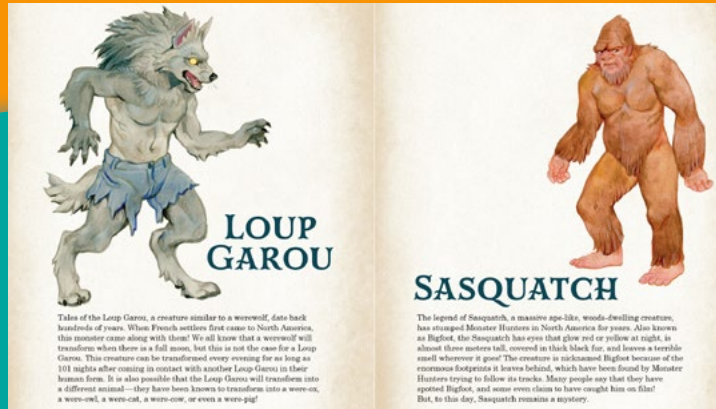 LOUP
GAROU
Tales of the Loup Garou, a creature similar to a werewolf, date back
hundreds of years. When French settlers first came to North America,
this monster came along with them! We all know that a werewolf will
transform when there is a full moon, but this is not the case for a Loup
Garou. This creature can be transformed every evening for as long as
101 nights after coming in contact with another Loup Garou in their
human form. It is also possible that the Loup Garou will transform into
a different animal—they have been known to transform into a were-ox,
a were-owl, a were-cat, a were-cow, or even a were-pig!
SASQUATCH
The legend of Sasquatch, a massive ape-like, woods-dwelling creature,
has stumped Monster Hunters in North America for years. Also known
as Bigfoot, the Sasquatch has eyes that glow red or yellow at night, is
almost three meters tall, covered in thick black fur, and leaves a terrible
smell wherever it goes! The creature is nicknamed Bigfoot because of the
enormous footprints it leaves behind, which have been found by Monster
Hunters trying to follow its tracks. Many people say that they have
spotted Bigfoot, and some even claim to have caught him on film!
But, to this day, Sasquatch remains a mystery.